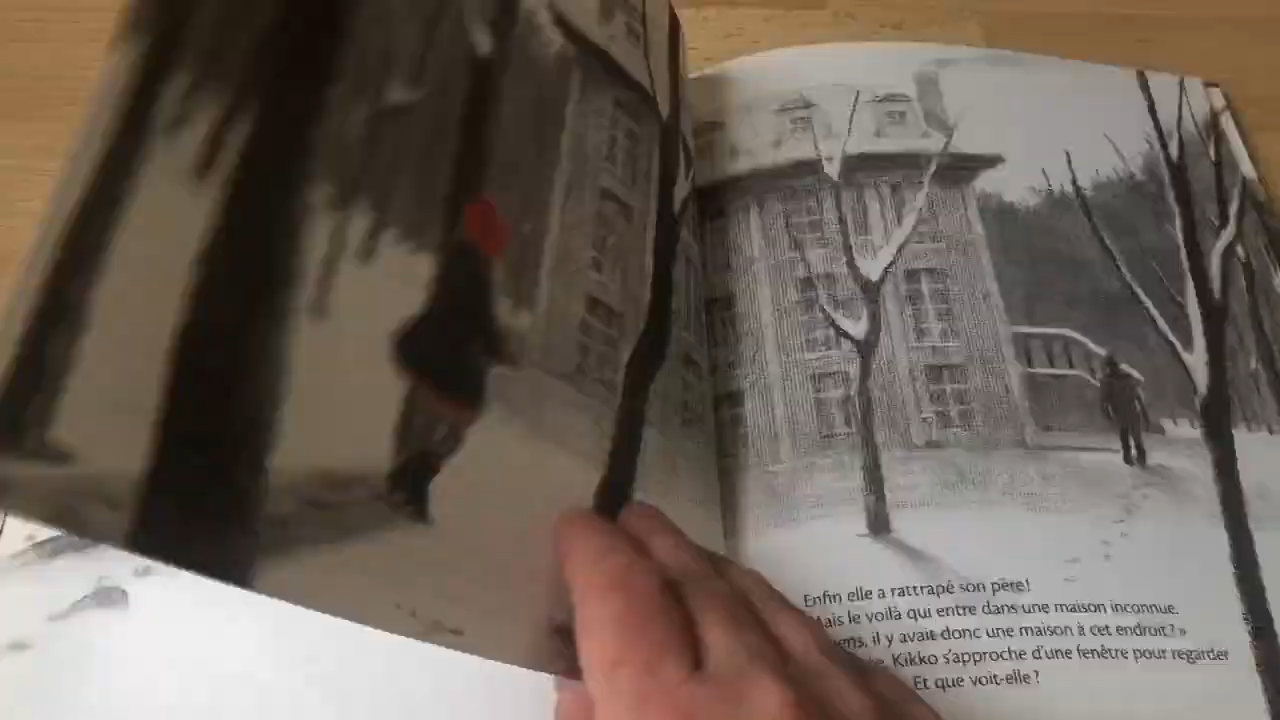 Enfin elle a rattrapé son père!
Mais le voilà qui entre dans une maison inconnue.
il y avait donc une maison à cet endroit? »
Kikko s'approche d'une fenêtre pour regarder
Et que voit-elle?